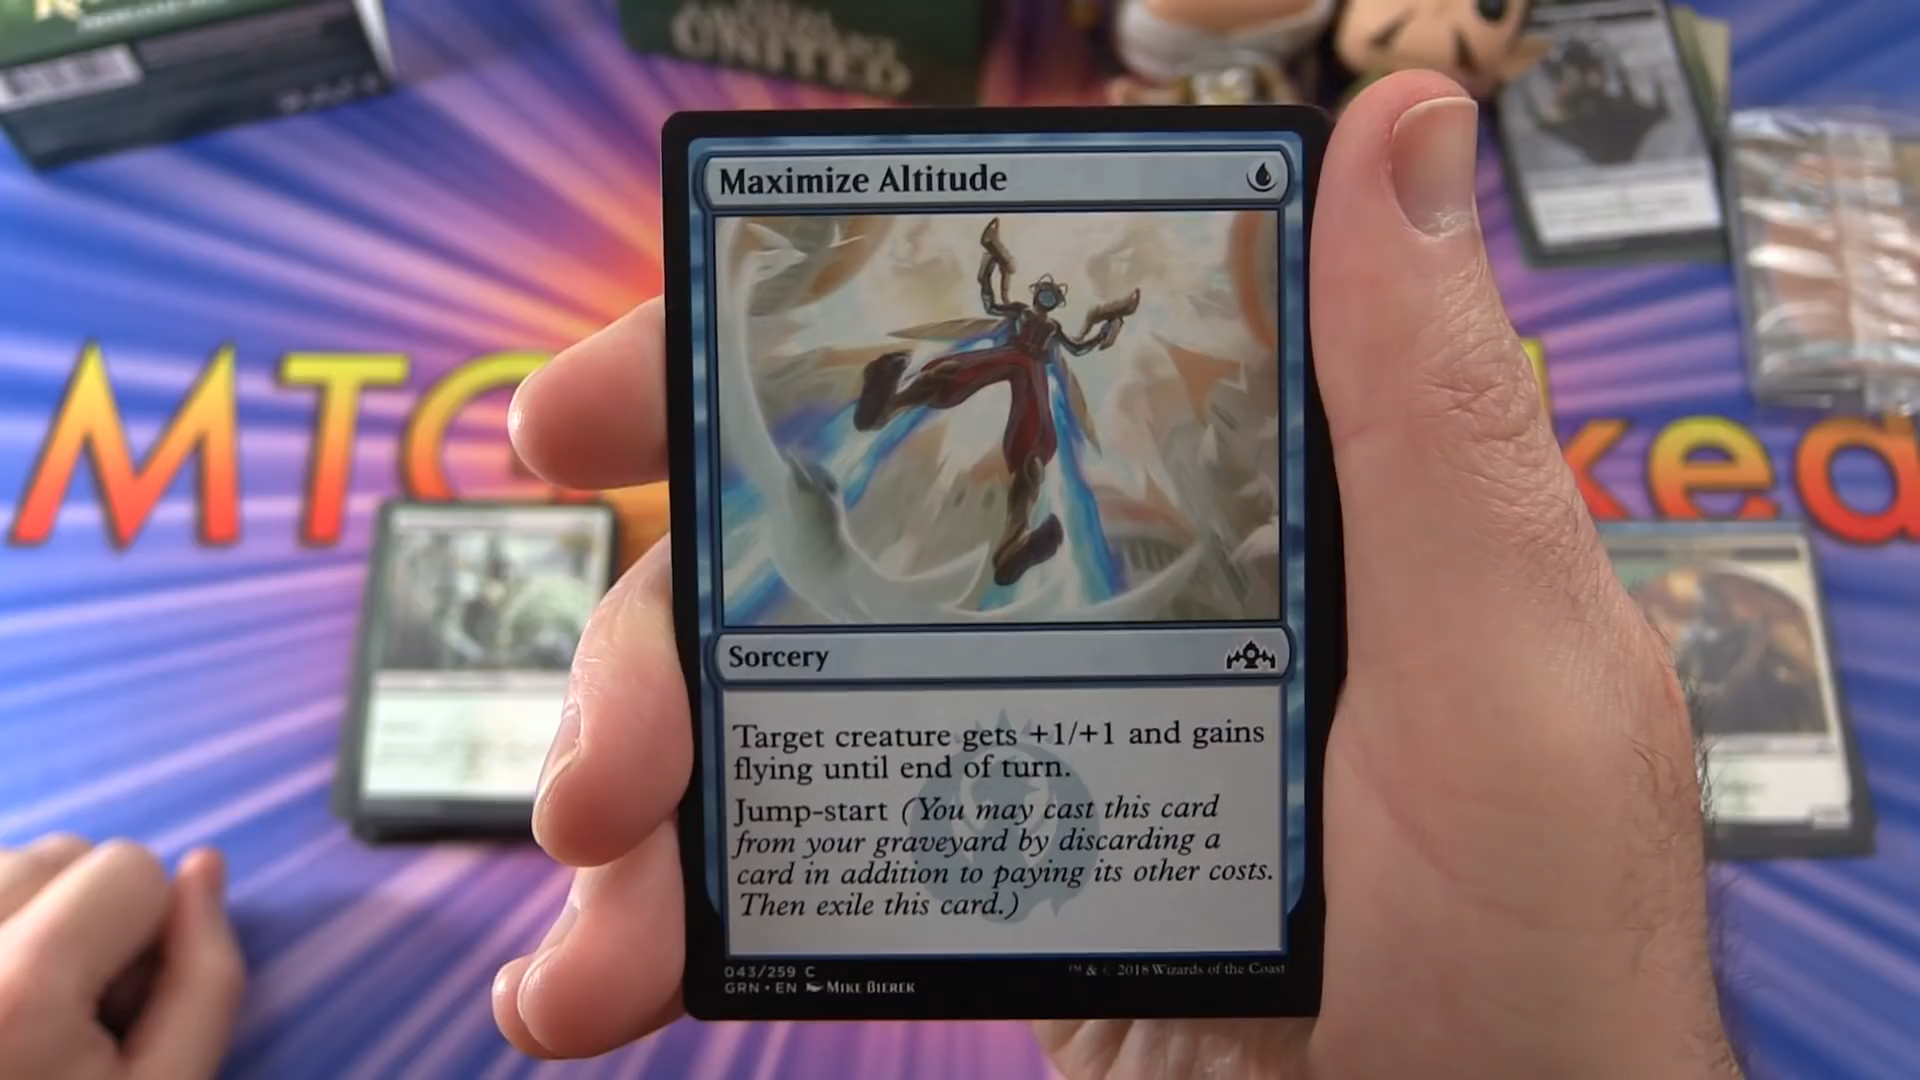 UNITED
MTG
ked
Maximize Altitude
Sorcery
Target creature gets +1/+1 and gains
flying until end of turn.
Jump-start (You may cast this card
from your graveyard by discarding a
card in addition to paying its other costs.
Then exile this card.)
043/259 C
GRN • EN MIKE BIEREK
™ & © 2018 Wizards of the Coast